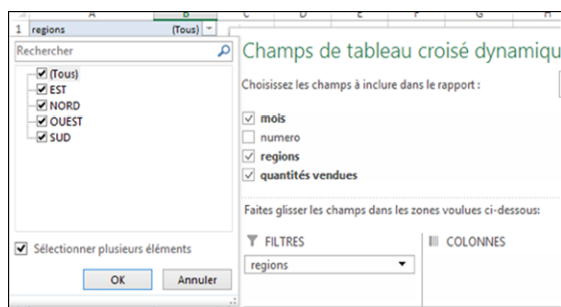 A B C D E F G H
1 regions (Tous)
Rechercher
(Tous)
EST
NORD
OUEST
SUD
Sélectionner plusieurs éléments
OK Annuler
Champs de tableau croisé dynamiqu
Choisissez les champs à inclure dans le rapport :
mois
numero
regions
quantités vendues
Faites glisser les champs dans les zones voulues ci-dessous:
FILTRES
regions
COLONNES